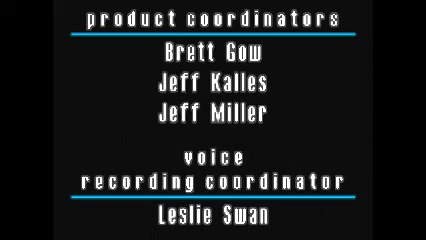 product coordinators
Brett Gow
Jeff Kalles
Jeff Miller
voice
recording coordinator
Leslie Swan